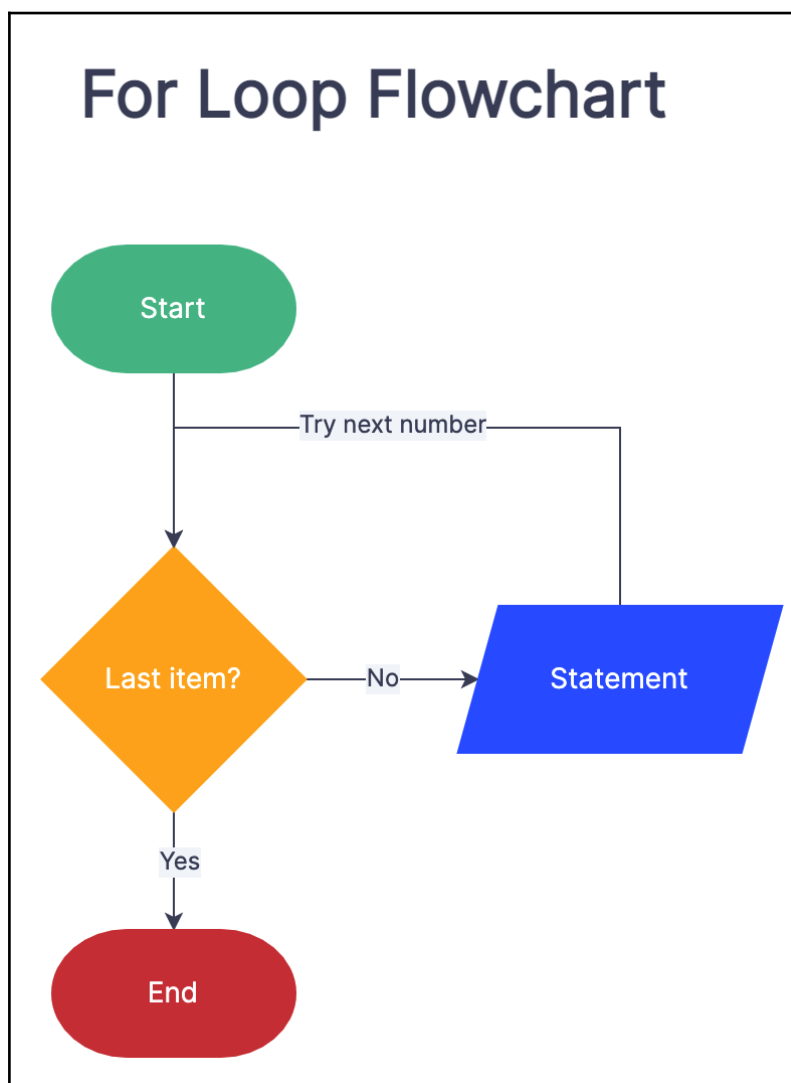 For Loop Flowchart
Start
Try next number
Last item?
No
Statement
Yes
End